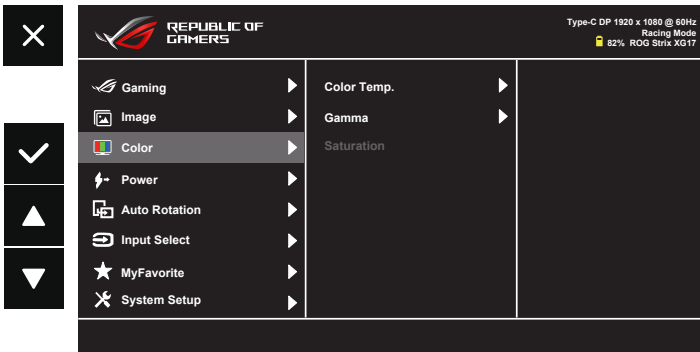 REPUBLIC OF
GAMERS
Type-C DP 1920 x 1080 @ 60Hz
Racing Mode
82% ROG Strix XG17
Gaming
Image
Color
Power
Auto Rotation
Input Select
MyFavorite
System Setup
Color Temp.
Gamma
Saturation